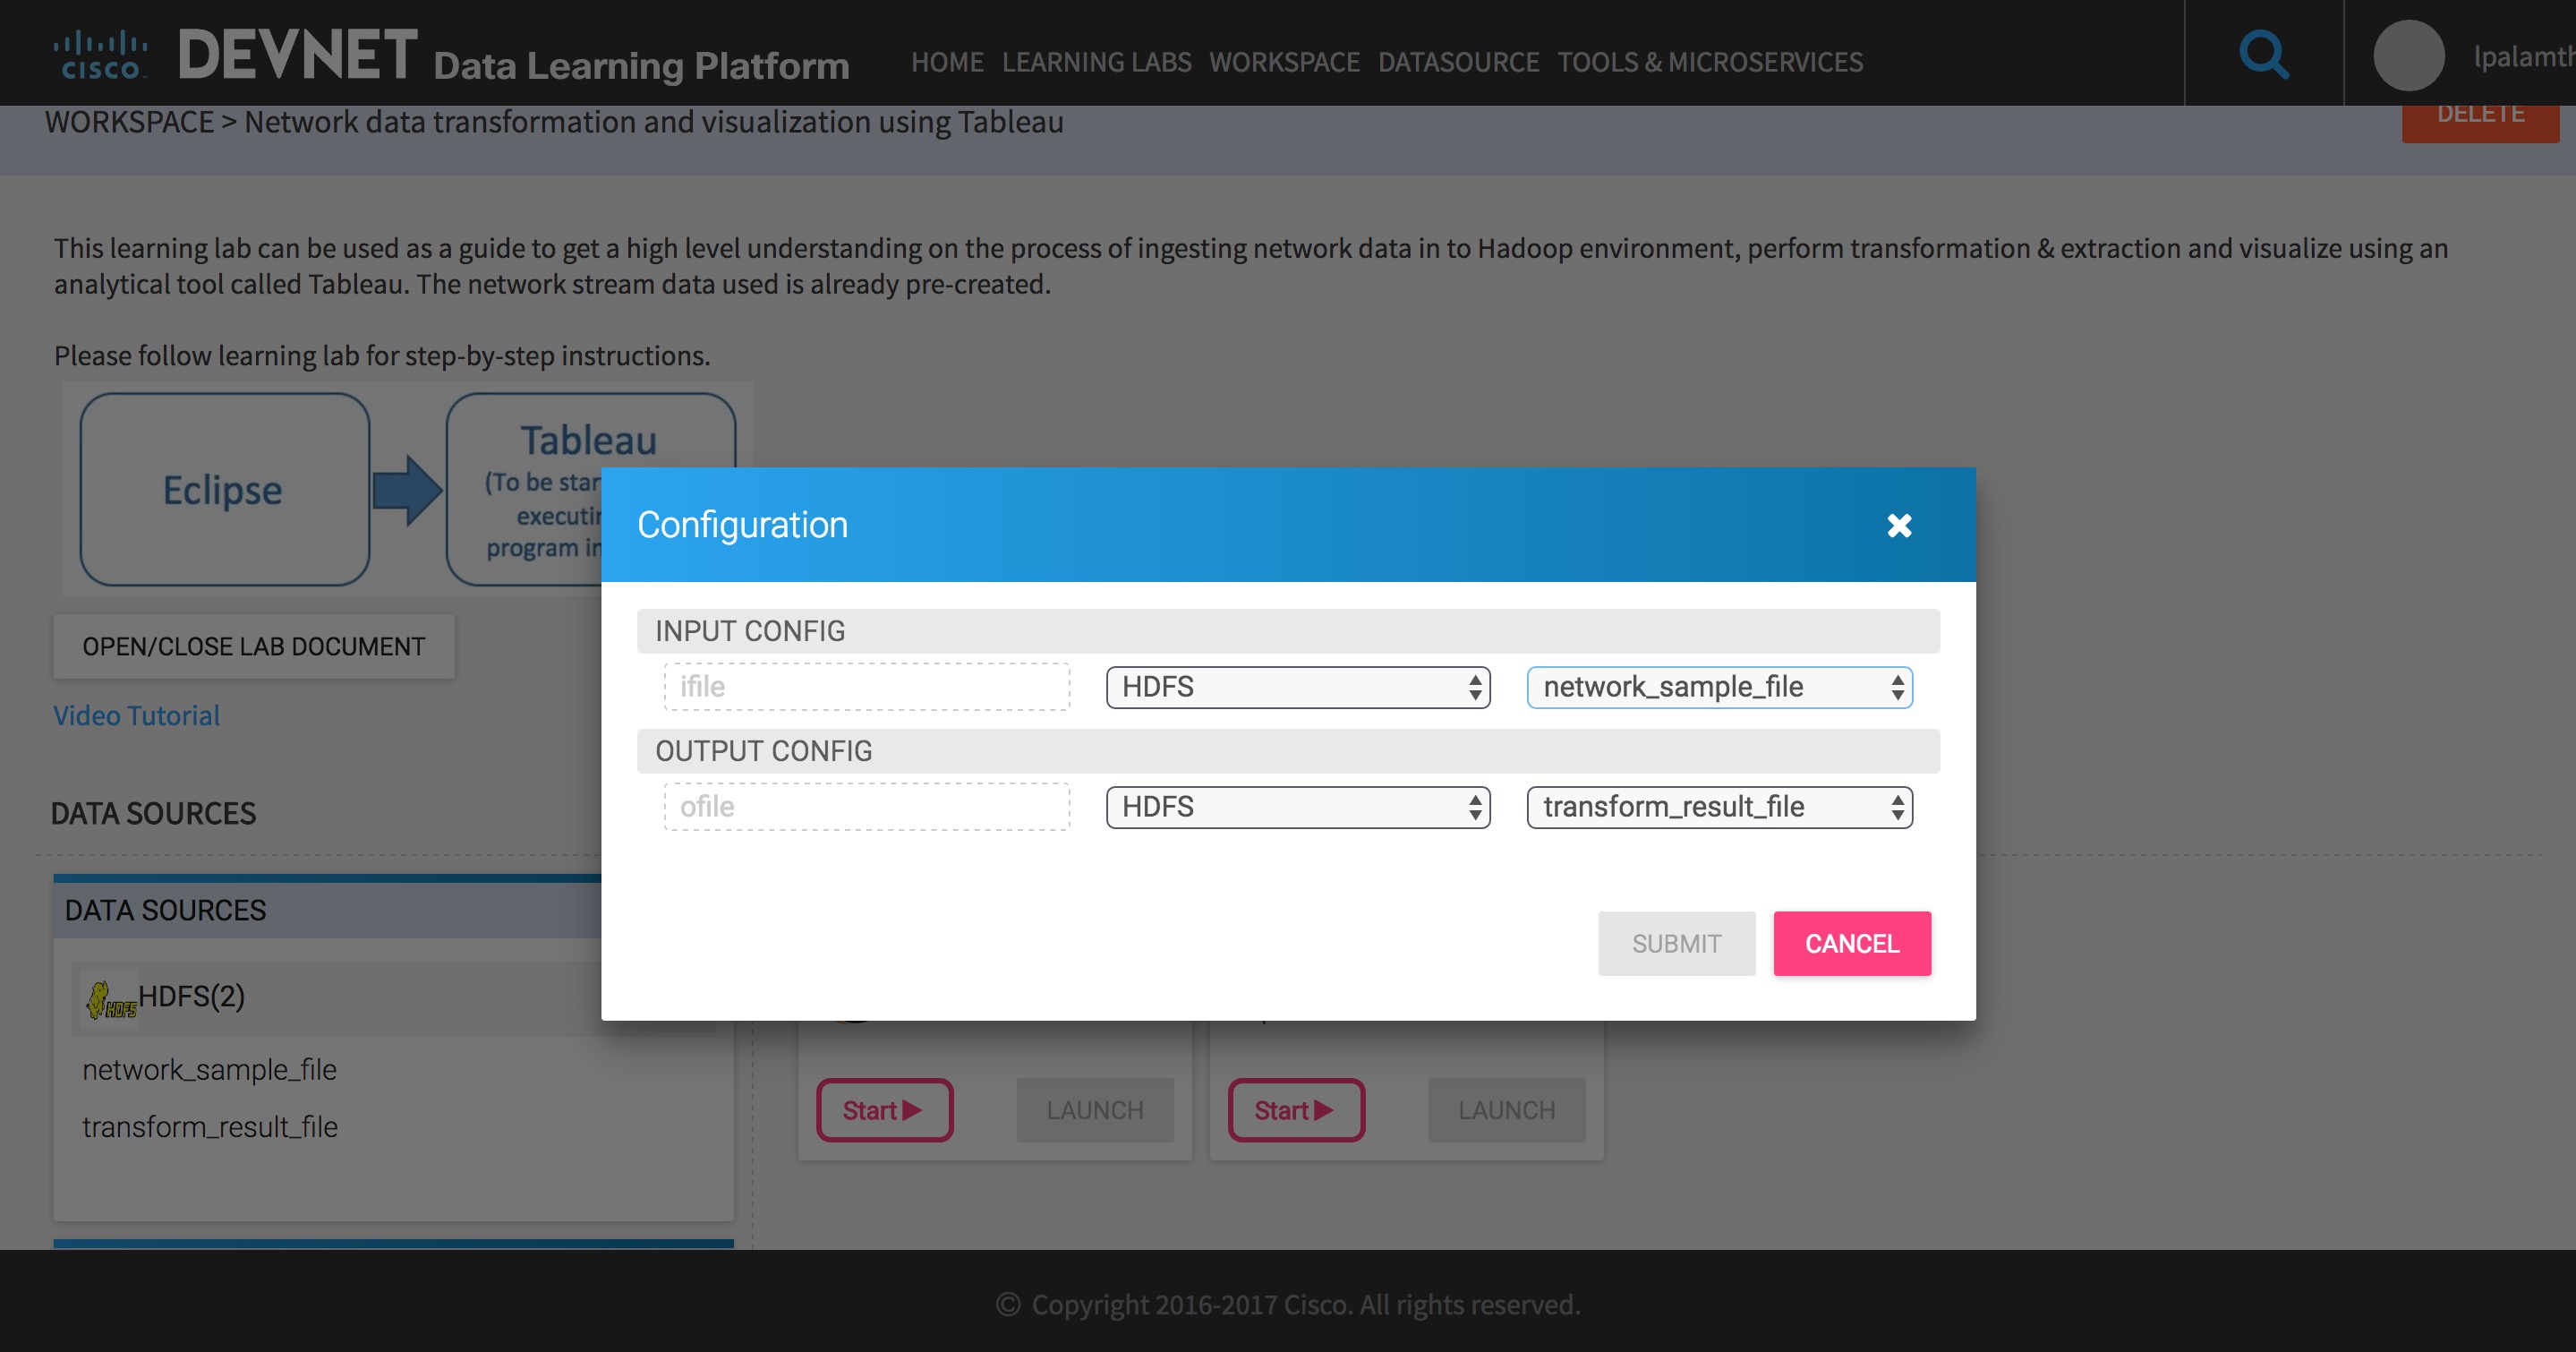 CISCO DEVNET Data Learning Platform HOME LEARNING LABS WORKSPACE DATASOURCE TOOLS & MICROSERVICES
WORKSPACE > Network data transformation and visualization using Tableau
DELETE
This learning lab can be used as a guide to get a high level understanding on the process of ingesting network data in to Hadoop environment, perform transformation & extraction and visualize using an
analytical tool called Tableau. The network stream data used is already pre-created.
Please follow learning lab for step-by-step instructions.
Eclipse
Tableau
(To be
program
OPEN/CLOSE LAB DOCUMENT
Video Tutorial
DATA SOURCES
DATA SOURCES
HDFS HDFS(2)
network_sample_file
transform_result_file
Configuration
INPUT CONFIG
ifile HDFS network_sample_file
OUTPUT CONFIG
ofile HDFS transform_result_file
SUBMIT CANCEL
Start LAUNCH Start LAUNCH
© Copyright 2016-2017 Cisco. All rights reserved.